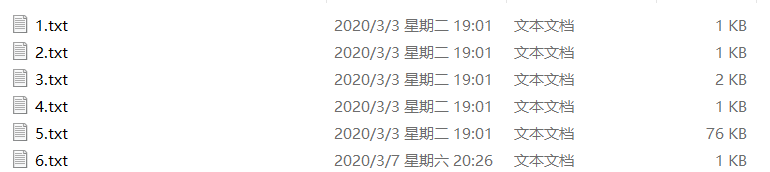 1.txt 2020/3/3 星期二 19:01 文本文档 1 KB
2.txt 2020/3/3 星期二 19:01 文本文档 1 KB
3.txt 2020/3/3 星期二 19:01 文本文档 2 KB
4.txt 2020/3/3 星期二 19:01 文本文档 1 KB
5.txt 2020/3/3 星期二 19:01 文本文档 76 KB
6.txt 2020/3/7 星期六 20:26 文本文档 1 KB